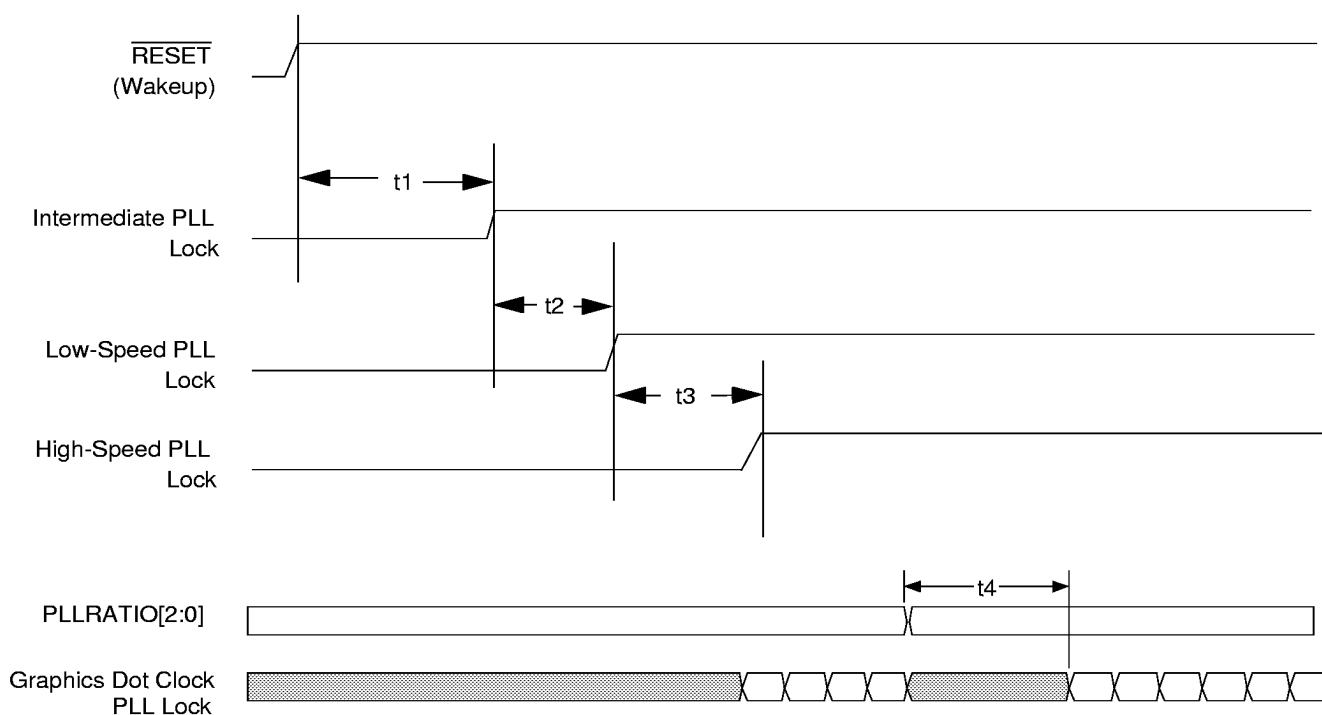 RESET
(Wakeup)
t1
Intermediate PLL
Lock
t2
Low-Speed PLL
Lock
t3
High-Speed PLL
Lock
t4
PLLRATIO[2:0]
Graphics Dot Clock
PLL Lock